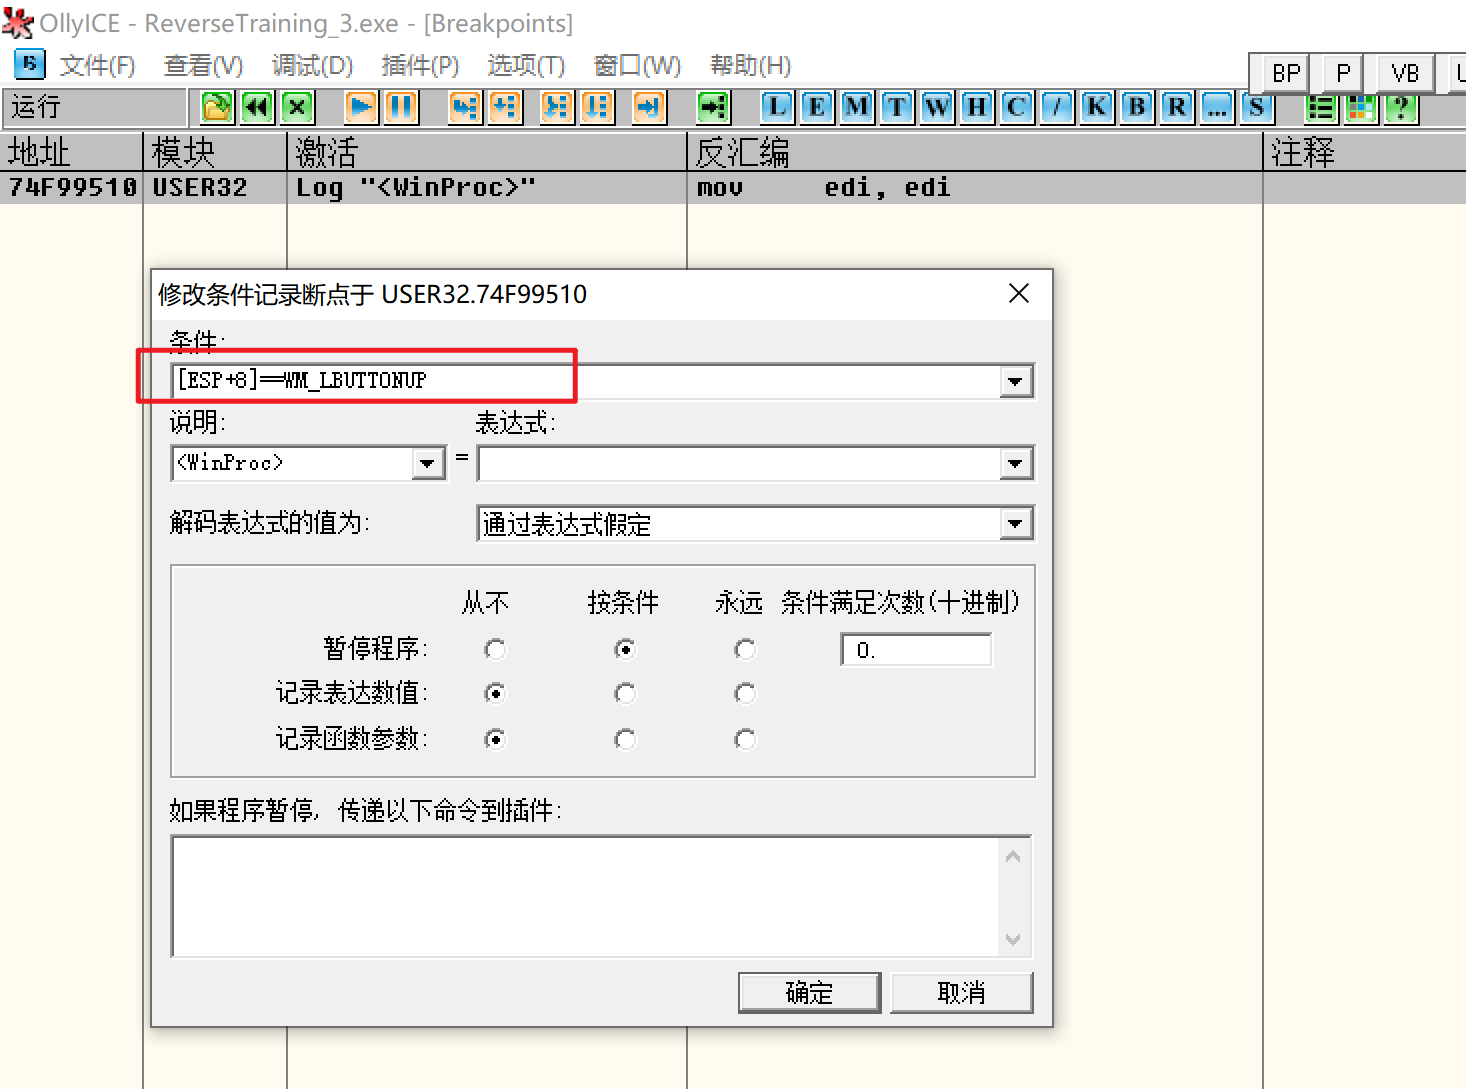 OllyICE - ReverseTraining_3.exe - [Breakpoints]
文件(F) 查看(V) 调试(D) 插件(P) 选项(T) 窗口(W) 帮助(H)
BP P VB
运行 L E M T W H C / K B R ... S ?
地址 模块 激活 反汇编 注释
74F99510 USER32 Log "<WinProc>" mov edi, edi
修改条件记录断点于 USER32.74F99510
条件:
[ESP+8]==WM_LBUTTONUP
说明: 表达式:
<WinProc> =
解码表达式的值为: 通过表达式假定
从不 按条件 永远 条件满足次数(十进制)
暂停程序: 0.
记录表达数值:
记录函数参数:
如果程序暂停, 传递以下命令到插件:
确定 取消